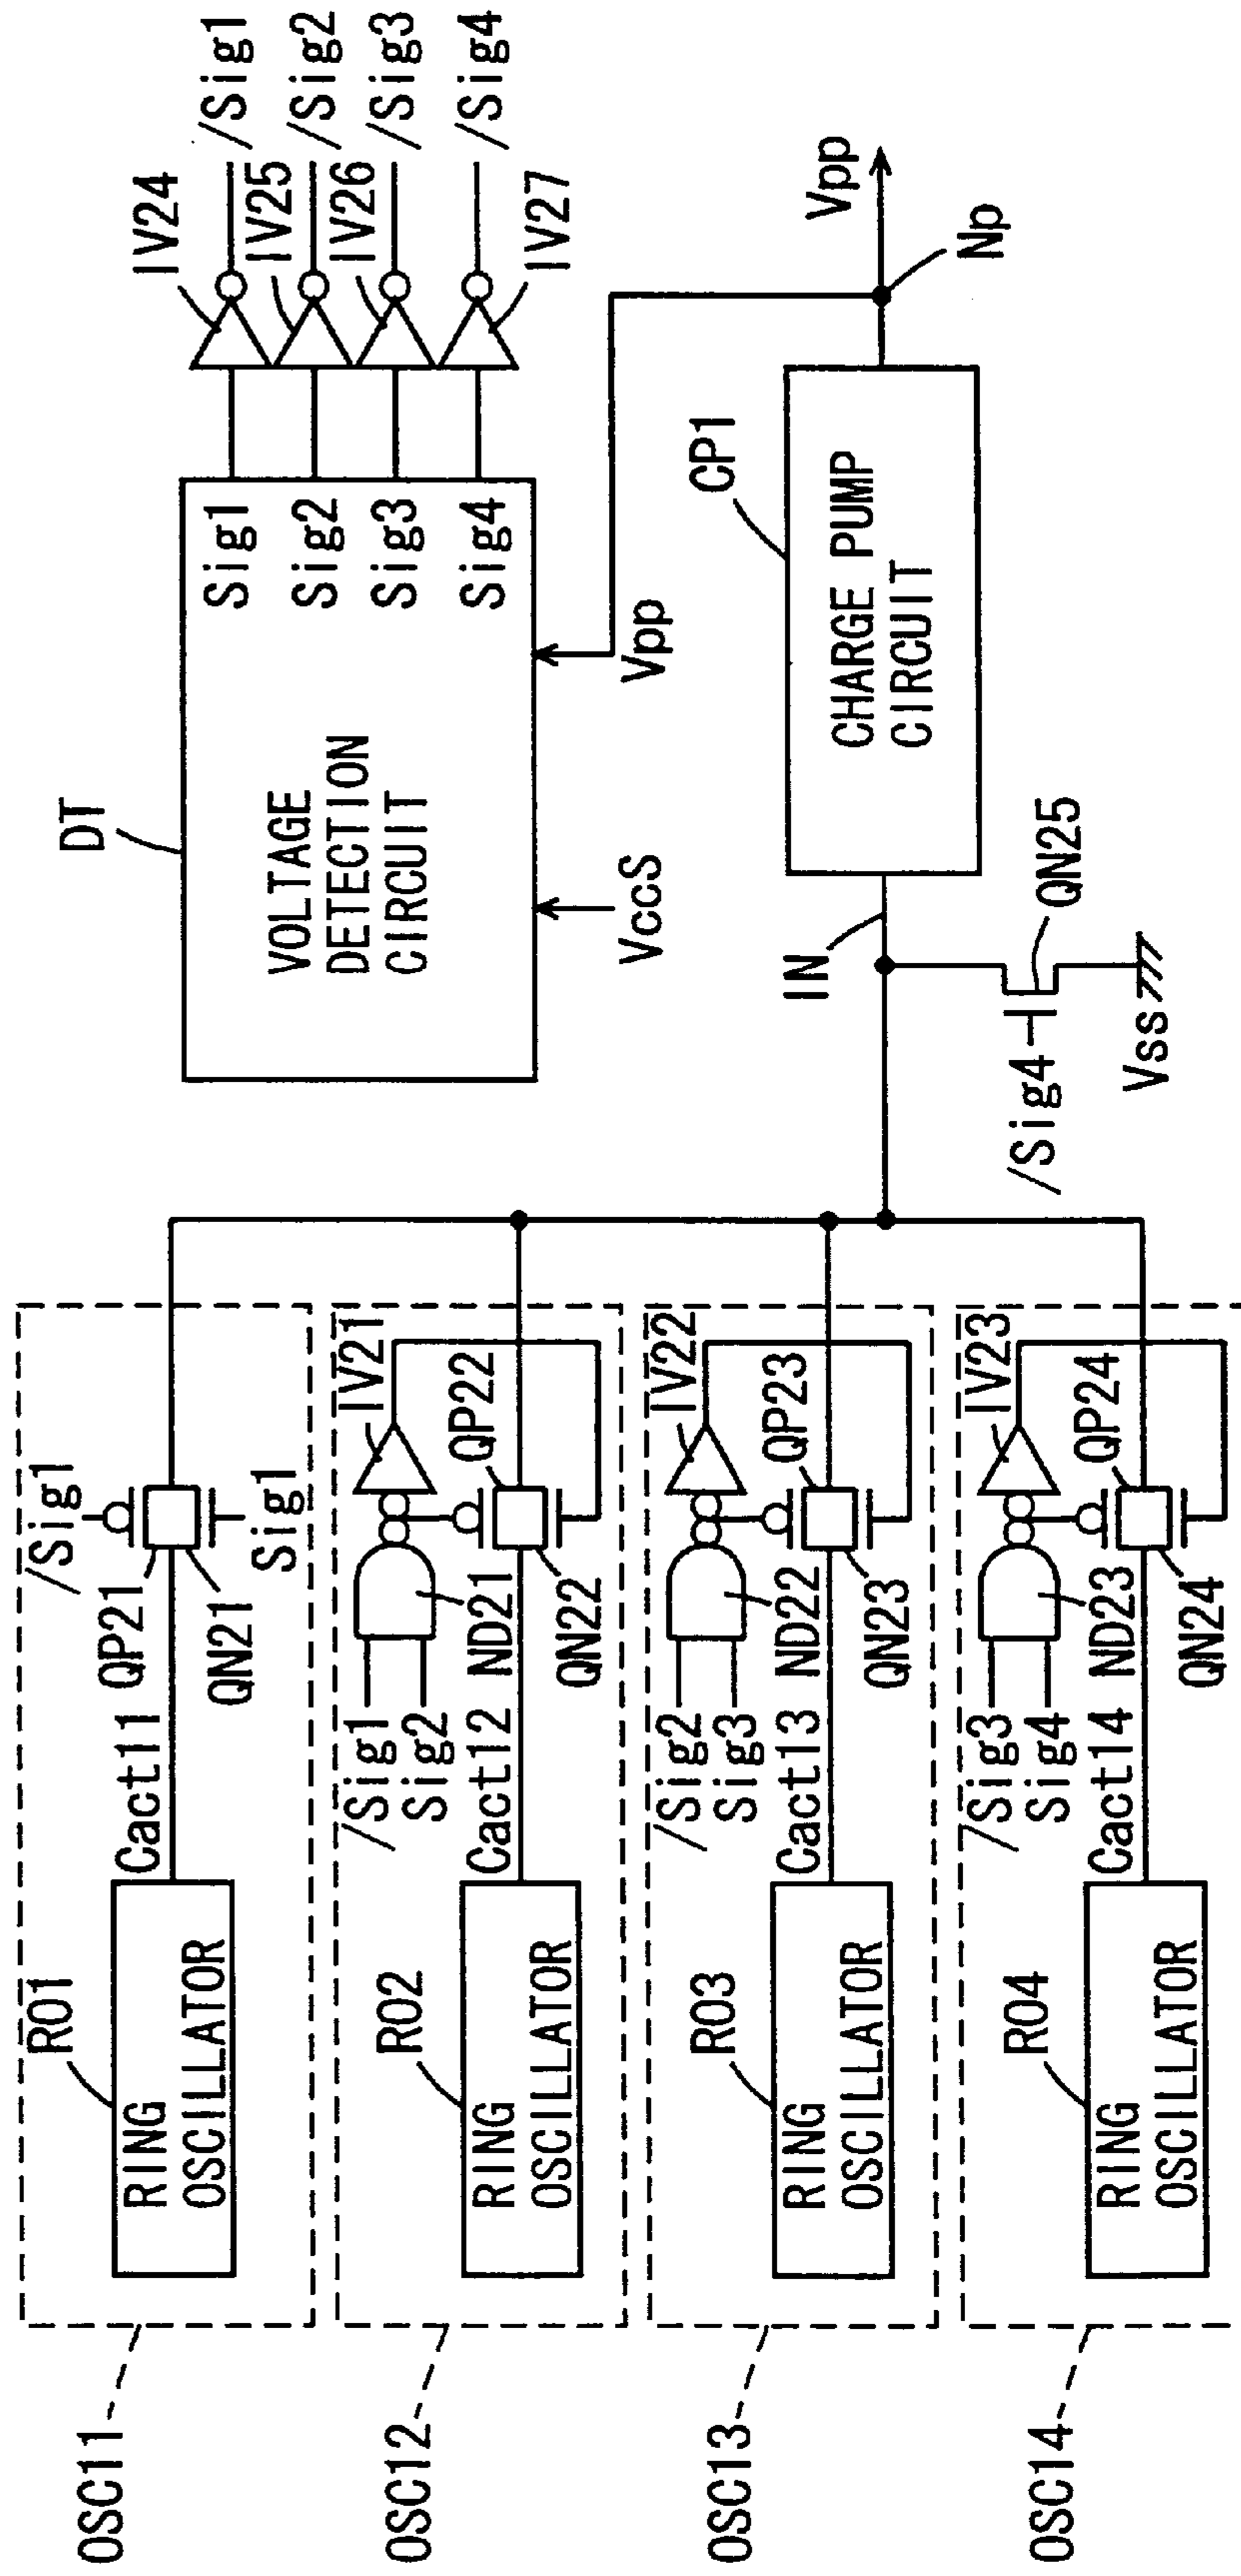 OSC11
RO1
RING
OSCILLATOR
Cact11
QP21
QN21
/Sig1
Sig1
OSC12
RO2
RING
OSCILLATOR
/Sig1
Sig2
Cact12
ND21
QN22
IV21
QP22
OSC13
RO3
RING
OSCILLATOR
/Sig2
Sig3
Cact13
ND22
QN23
IV22
QP23
OSC14
RO4
RING
OSCILLATOR
/Sig3
Sig4
Cact14
ND23
QN24
IV23
QP24
DT
VOLTAGE
DETECTION
CIRCUIT
Sig1
Sig2
Sig3
Sig4
VccS
Vpp
IV24
IV25
IV26
IV27
/Sig1
/Sig2
/Sig3
/Sig4
IN
CP1
CHARGE PUMP
CIRCUIT
Vpp
Np
/Sig4
QN25
Vss